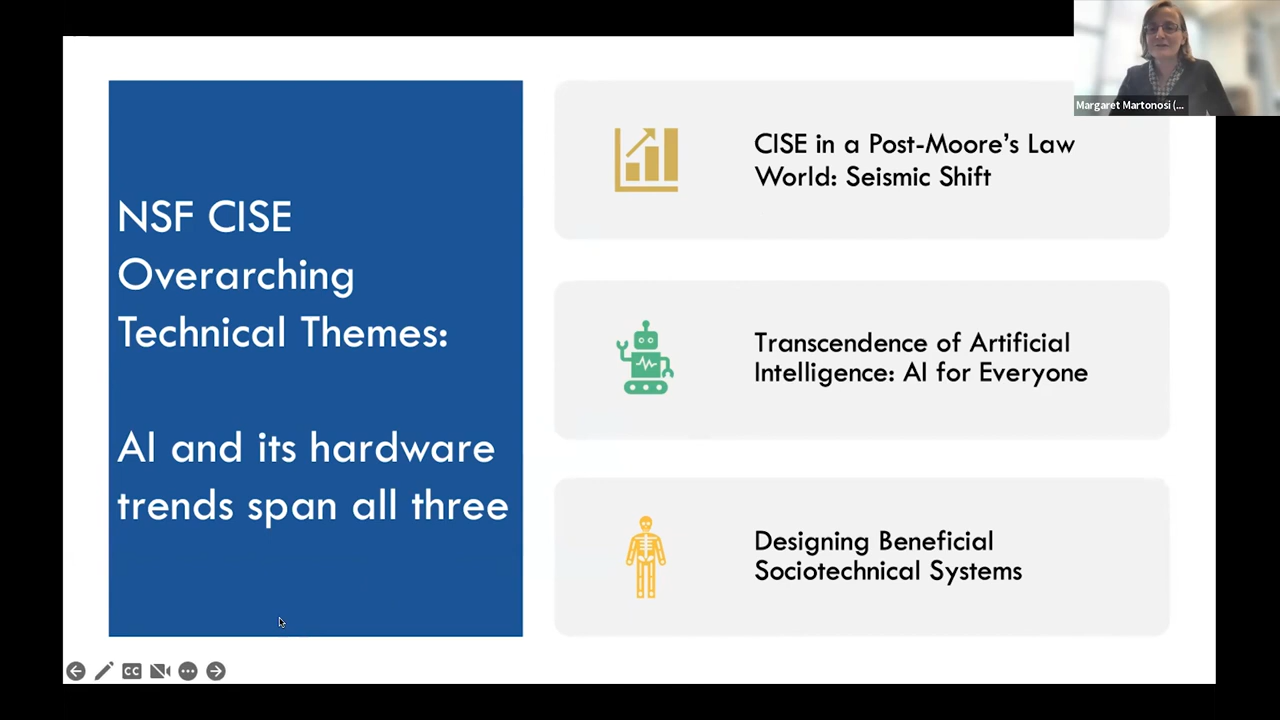 NSF CISE
Overarching
Technical Themes:
AI and its hardware
trends span all three
CISE in a Post-Moore’s Law
World: Seismic Shift
Transcendence of Artificial
Intelligence: AI for Everyone
Designing Beneficial
Sociotechnical Systems
Margaret Martonosi (...
CC